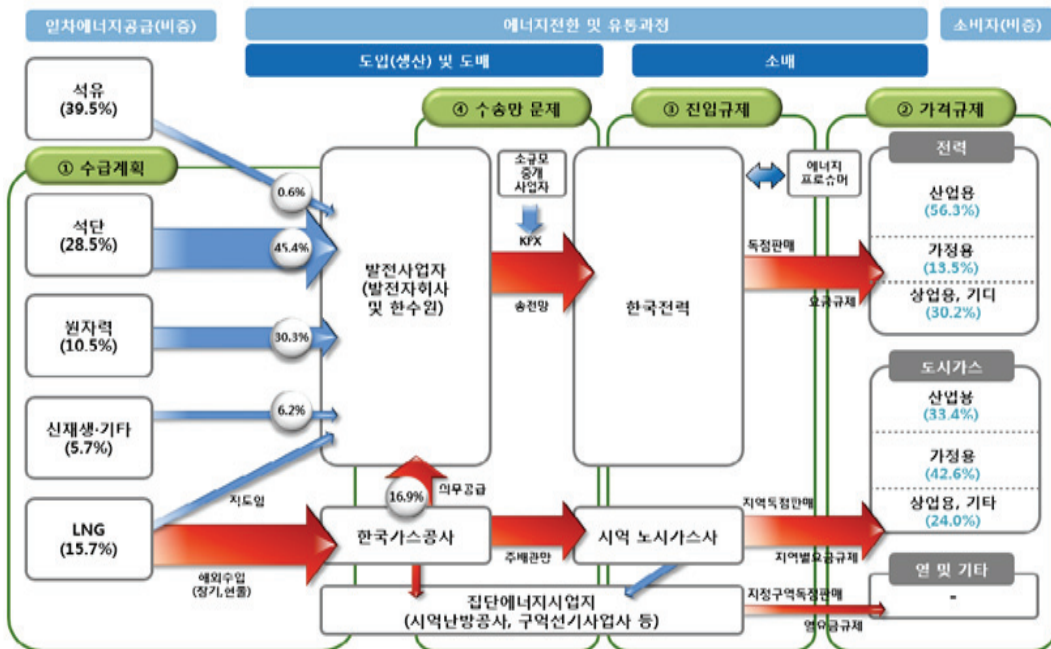 일차에너지공급(비중)
에너지전환 및 유통과정
소비자(비중)
도입(생산) 및 도매
소매
석유
(39.5%)
④ 수송망 문제
③ 진입규제
② 가격규제
① 수급계획
전력
소규모
중개
사업자
에너지
프로슈머
0.6%
산업용
(56.3%)
석단
(28.5%)
45.4%
KFX
독점판매
발전사업자
(발전자회사
및 한수원)
한국전력
가정용
(13.5%)
송전망
요금규제
상업용, 기디
(30.2%)
원자력
(10.5%)
30.3%
도시가스
산업용
(33.4%)
신재생·기타
(5.7%)
6.2%
가정용
(42.6%)
16.9%
의무공급
직도입
지역독점판매
상업용, 기타
(24.0%)
LNG
(15.7%)
한국가스공사
시역 노시가스사
주배관망
지역별요금규제
해외수입
(장기,현물)
열 및 기타
지정구역독점판매
-
집단에너지시업지
(시역난방공사, 구역선기사업사 등)
열요금규제